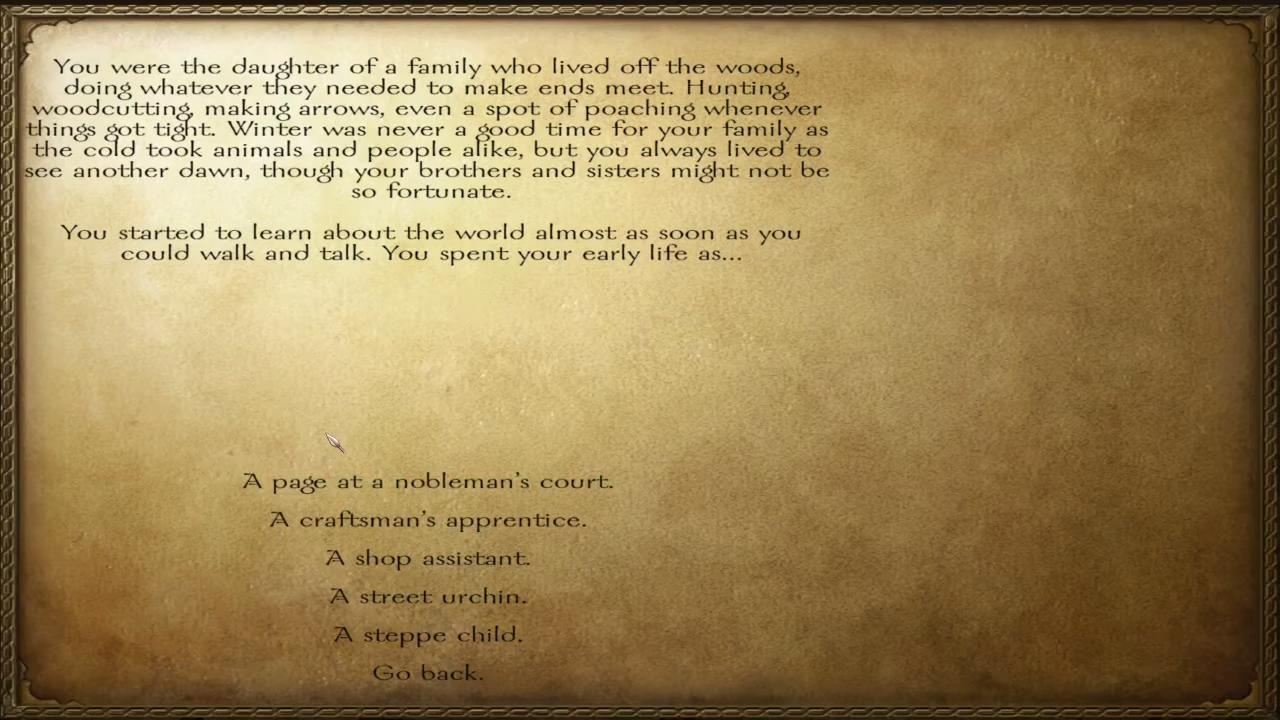 You were the daughter of a family who lived off the woods,
doing whatever they needed to make ends meet. Hunting,
woodcutting, making arrows, even a spot of poaching whenever
things got tight. Winter was never a good time for your family as
the cold took animals and people alike, but you always lived to
see another dawn, though your brothers and sisters might not be
so fortunate.
You started to learn about the world almost as soon as you
could walk and talk. You spent your early life as...
A page at a nobleman's court.
A craftsman's apprentice.
A shop assistant.
A street urchin.
A steppe child.
Go back.